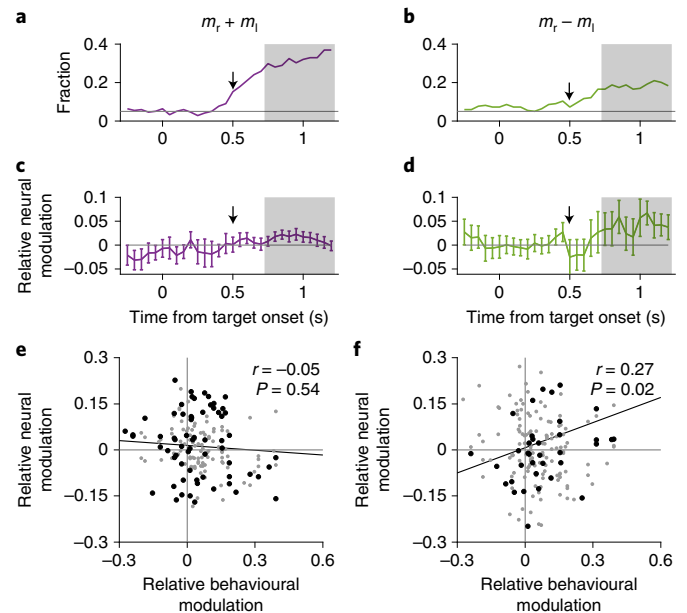 a
m_r + m_l
Fraction
0.4
0.2
0
0
0.5
1
b
m_r − m_l
0.4
0.2
0
0
0.5
1
c
Relative neural
modulation
0.1
0.05
0
−0.05
0
0.5
1
Time from target onset (s)
d
0.1
0.05
0
−0.05
0
0.5
1
Time from target onset (s)
e
r = −0.05
P = 0.54
Relative neural
modulation
0.3
0.15
0
−0.15
−0.3
−0.3
0
0.3
0.6
Relative behavioural
modulation
f
r = 0.27
P = 0.02
0.3
0.15
0
−0.15
−0.3
−0.3
0
0.3
0.6
Relative behavioural
modulation